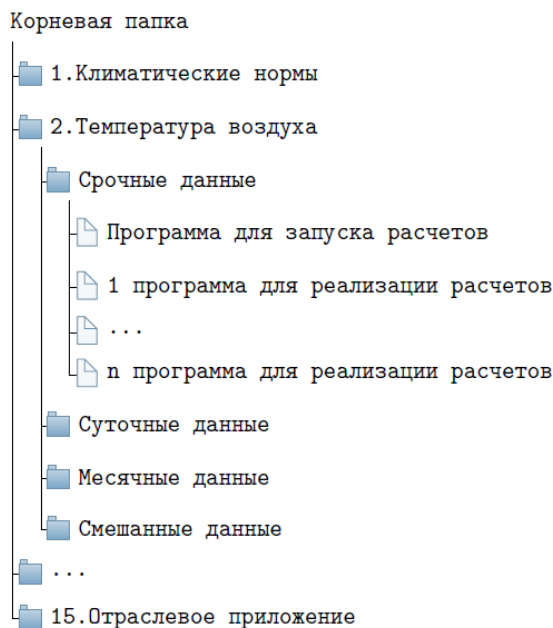 Корневая папка
1.Климатические нормы
2.Температура воздуха
Срочные данные
Программа для запуска расчетов
1 программа для реализации расчетов
...
n программа для реализации расчетов
Суточные данные
Месячные данные
Смешанные данные
...
15.Отраслевое приложение